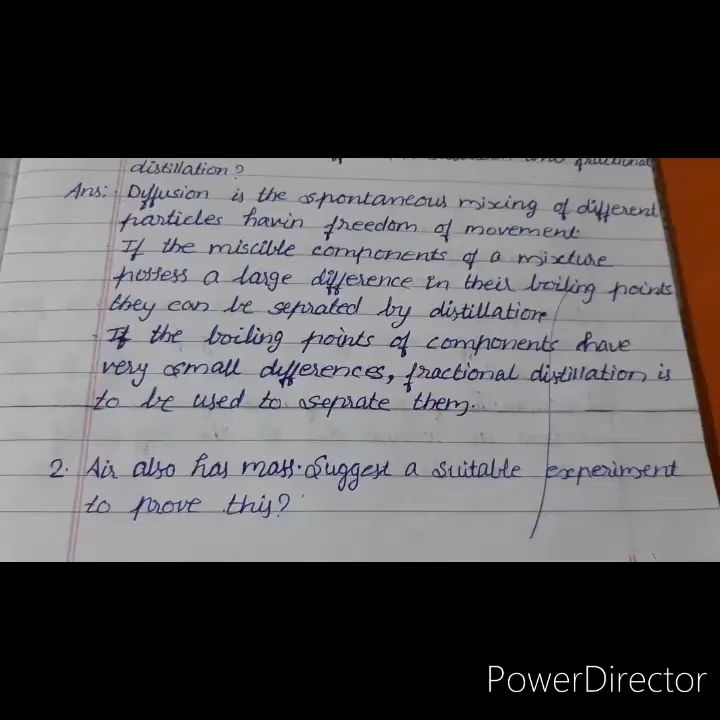 fractional
distillation?
Ans: Dyffusion is the spontaneous mixing of different
particles havin freedom of movement.
If the miscible components of a mixture
possess a large difference in their boiling points
they can be seprated by distillation
If the boiling points of components have
very small differences, fractional distillation is
to be used to seprate them.
2. Air also has mass. Suggest a suitable experiment
to prove this?
PowerDirector